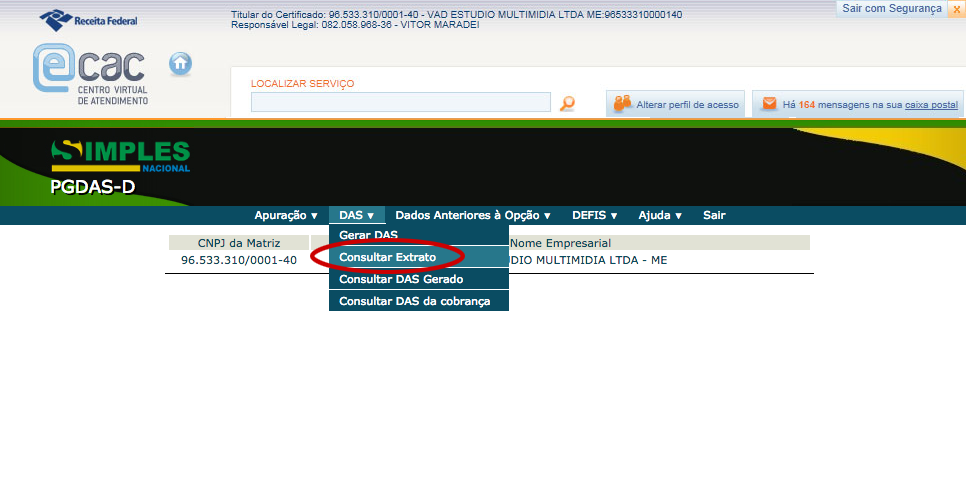 Receita Federal
Titular do Certificado: 96.533.310/0001-40 - VAD ESTUDIO MULTIMIDIA LTDA ME:96533310000140
Responsável Legal: 082.058.968-36 - VITOR MARADEI
Sair com Segurança x
e cac
CENTRO VIRTUAL
DE ATENDIMENTO
LOCALIZAR SERVIÇO
Alterar perfil de acesso
Há 164 mensagens na sua caixa postal
SIMPLES
NACIONAL
PGDAS-D
Apuração ▼ DAS ▼ Dados Anteriores à Opção ▼ DEFIS ▼ Ajuda ▼ Sair
Gerar DAS
Consultar Extrato
Consultar DAS Gerado
Consultar DAS da cobrança
CNPJ da Matriz Nome Empresarial
96.533.310/0001-40 DIO MULTIMIDIA LTDA - ME